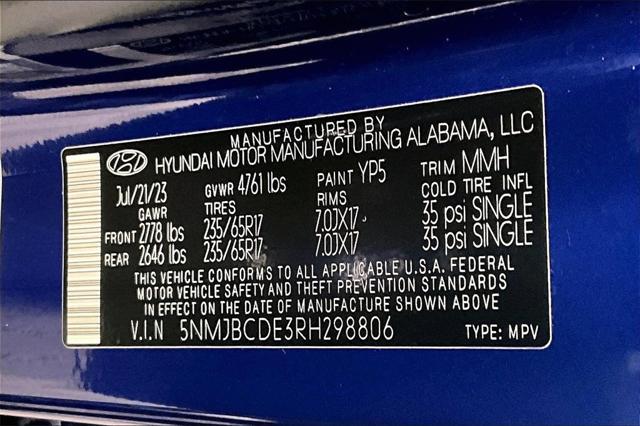 MANUFACTURED BY
HYUNDAI MOTOR MANUFACTURING ALABAMA, LLC
Jul/21/23 GVWR 4761 lbs PAINT YP5 TRIM MMH
GAWR TIRES RIMS COLD TIRE INFL
FRONT 2778 lbs 235/65R17 7.0JX17 35 psi SINGLE
REAR 2646 lbs 235/65R17 7.0JX17 35 psi SINGLE
THIS VEHICLE CONFORMS TO ALL APPLICABLE U.S.A. FEDERAL
MOTOR VEHICLE SAFETY AND THEFT PREVENTION STANDARDS
IN EFFECT ON THE DATE OF MANUFACTURE SHOWN ABOVE
V.I.N 5NMJBCDE3RH298806 TYPE: MPV